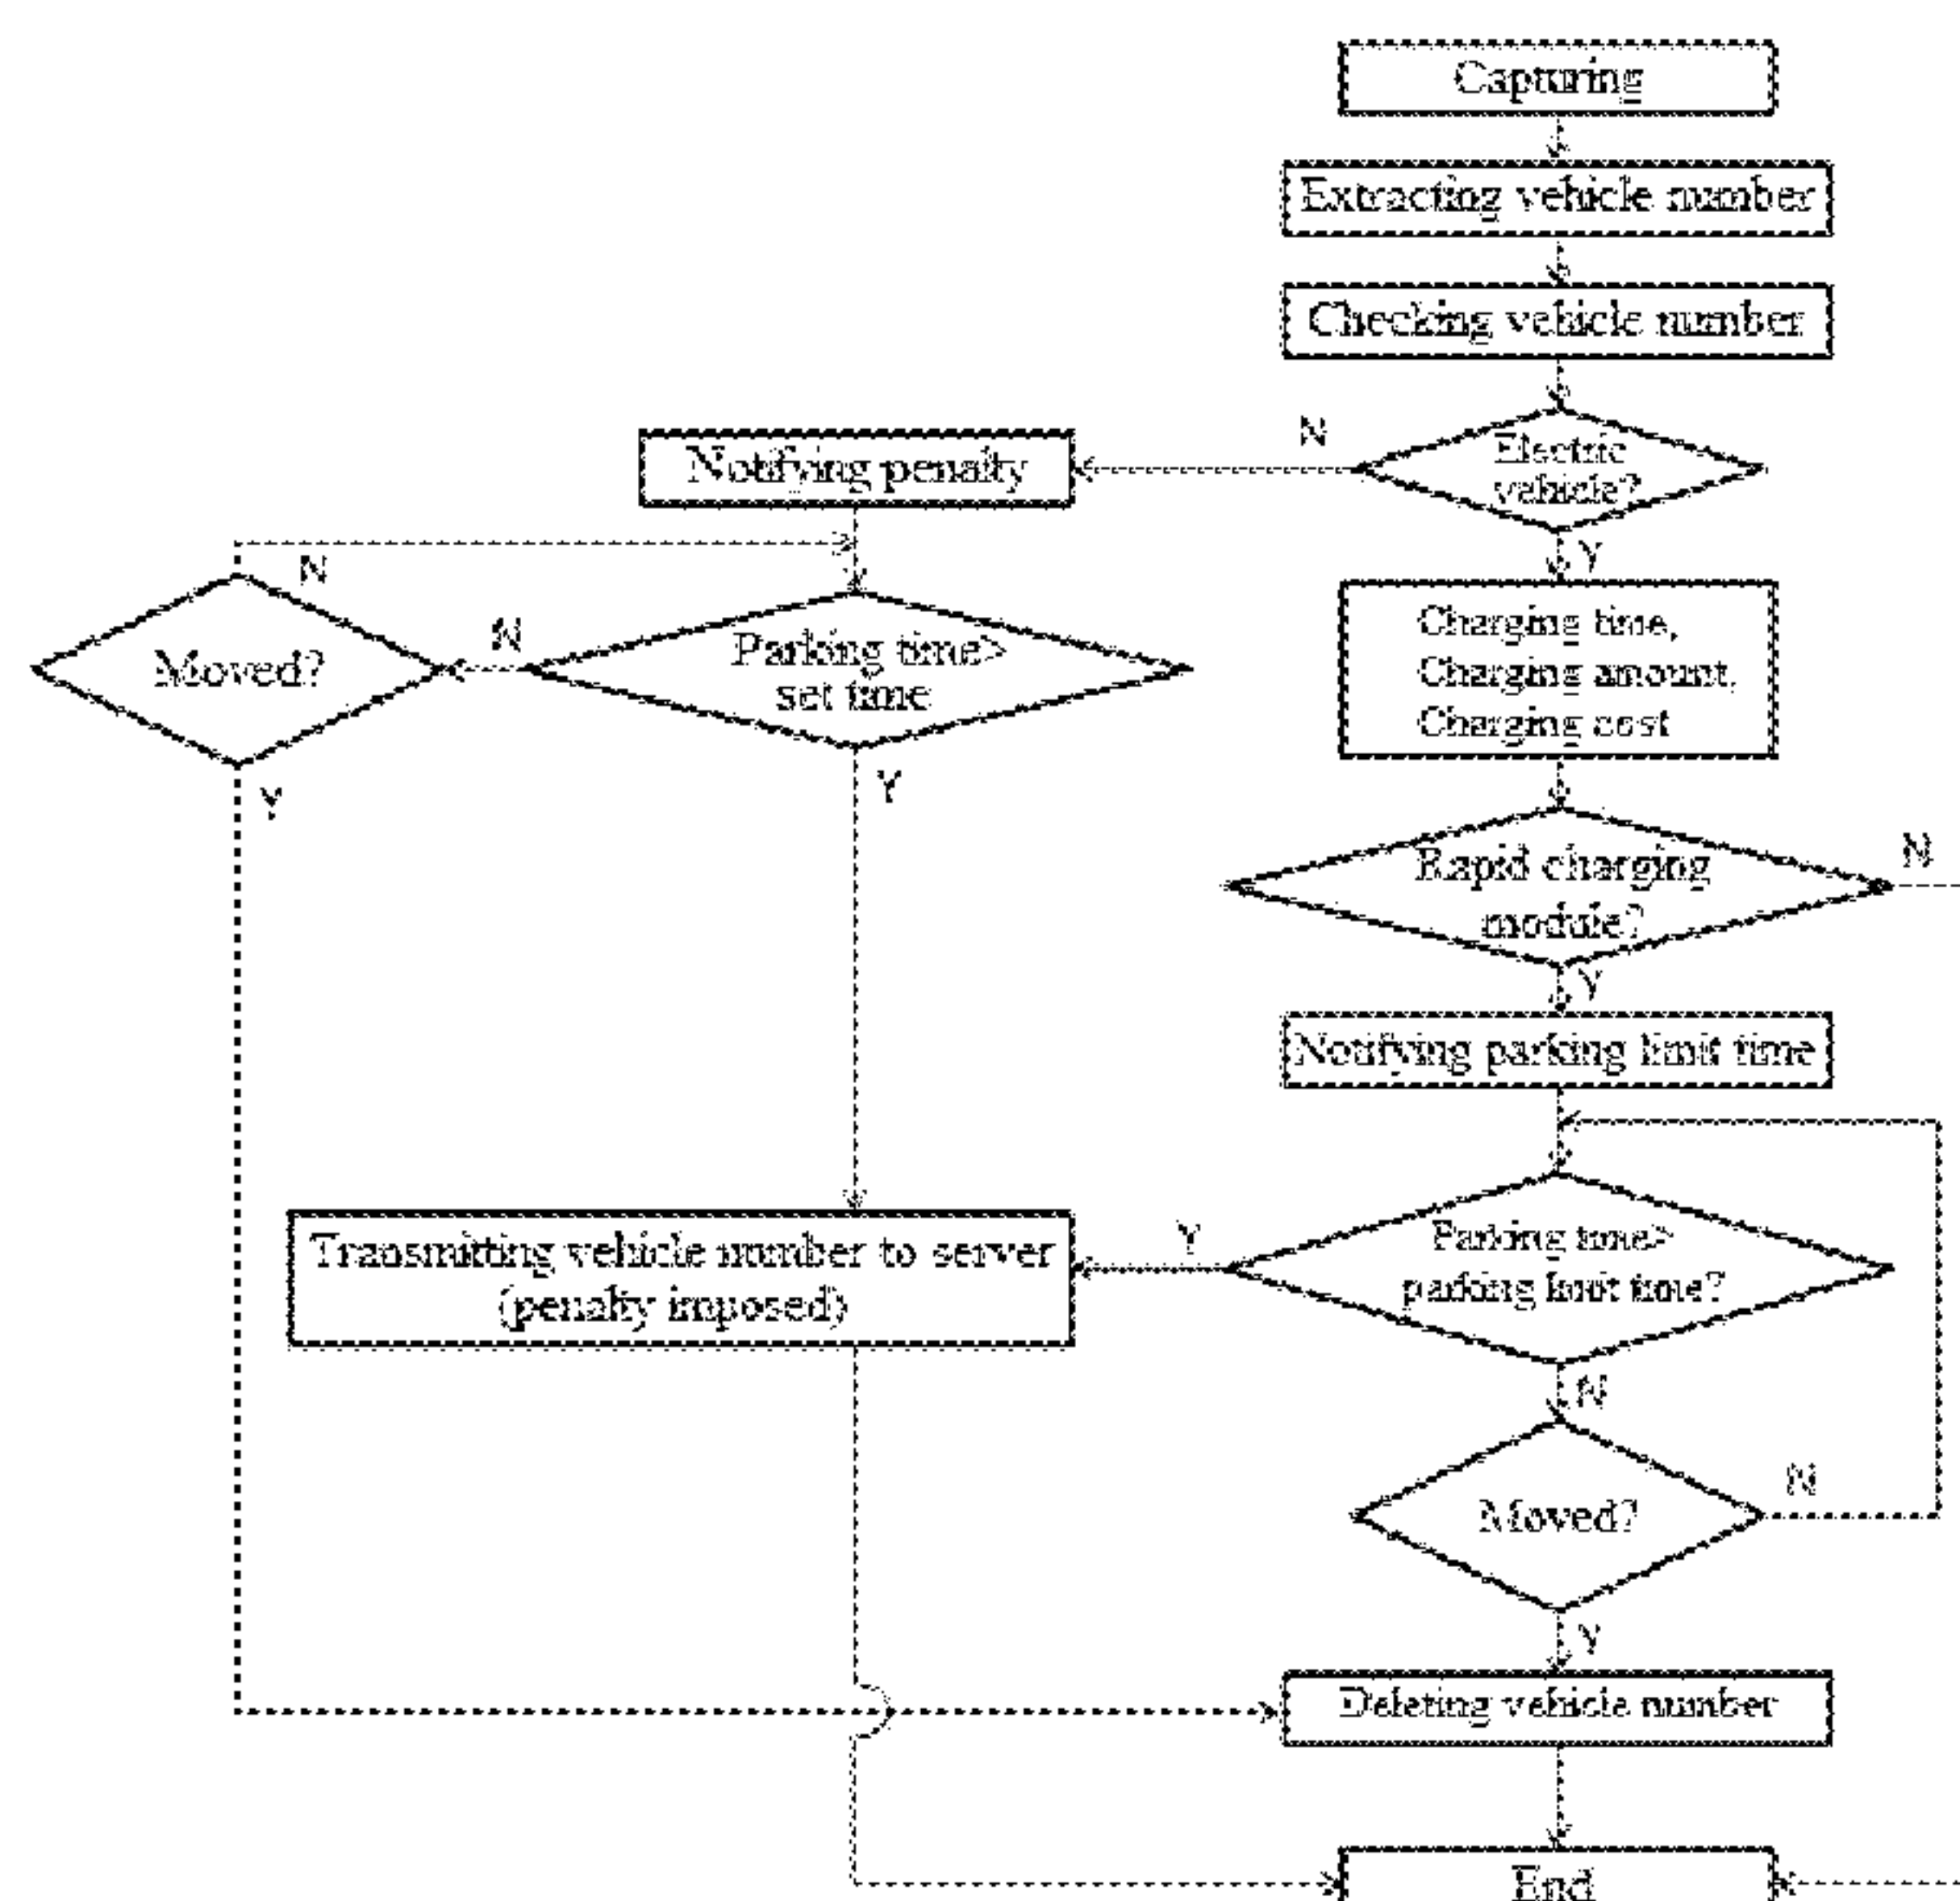 Capturing
Extracting vehicle number
Checking vehicle number
N
Electric
vehicle?
Notifying penalty
Y
N
Charging time,
Charging amount,
Charging cost
N
Parking time>
set time
Moved?
Y
Y
N
Rapid charging
module?
Y
Notifying parking limit time
Y
Parking time>
parking limit time?
Transmitting vehicle number to server
(penalty imposed)
N
N
Moved?
Y
Deleting vehicle number
End